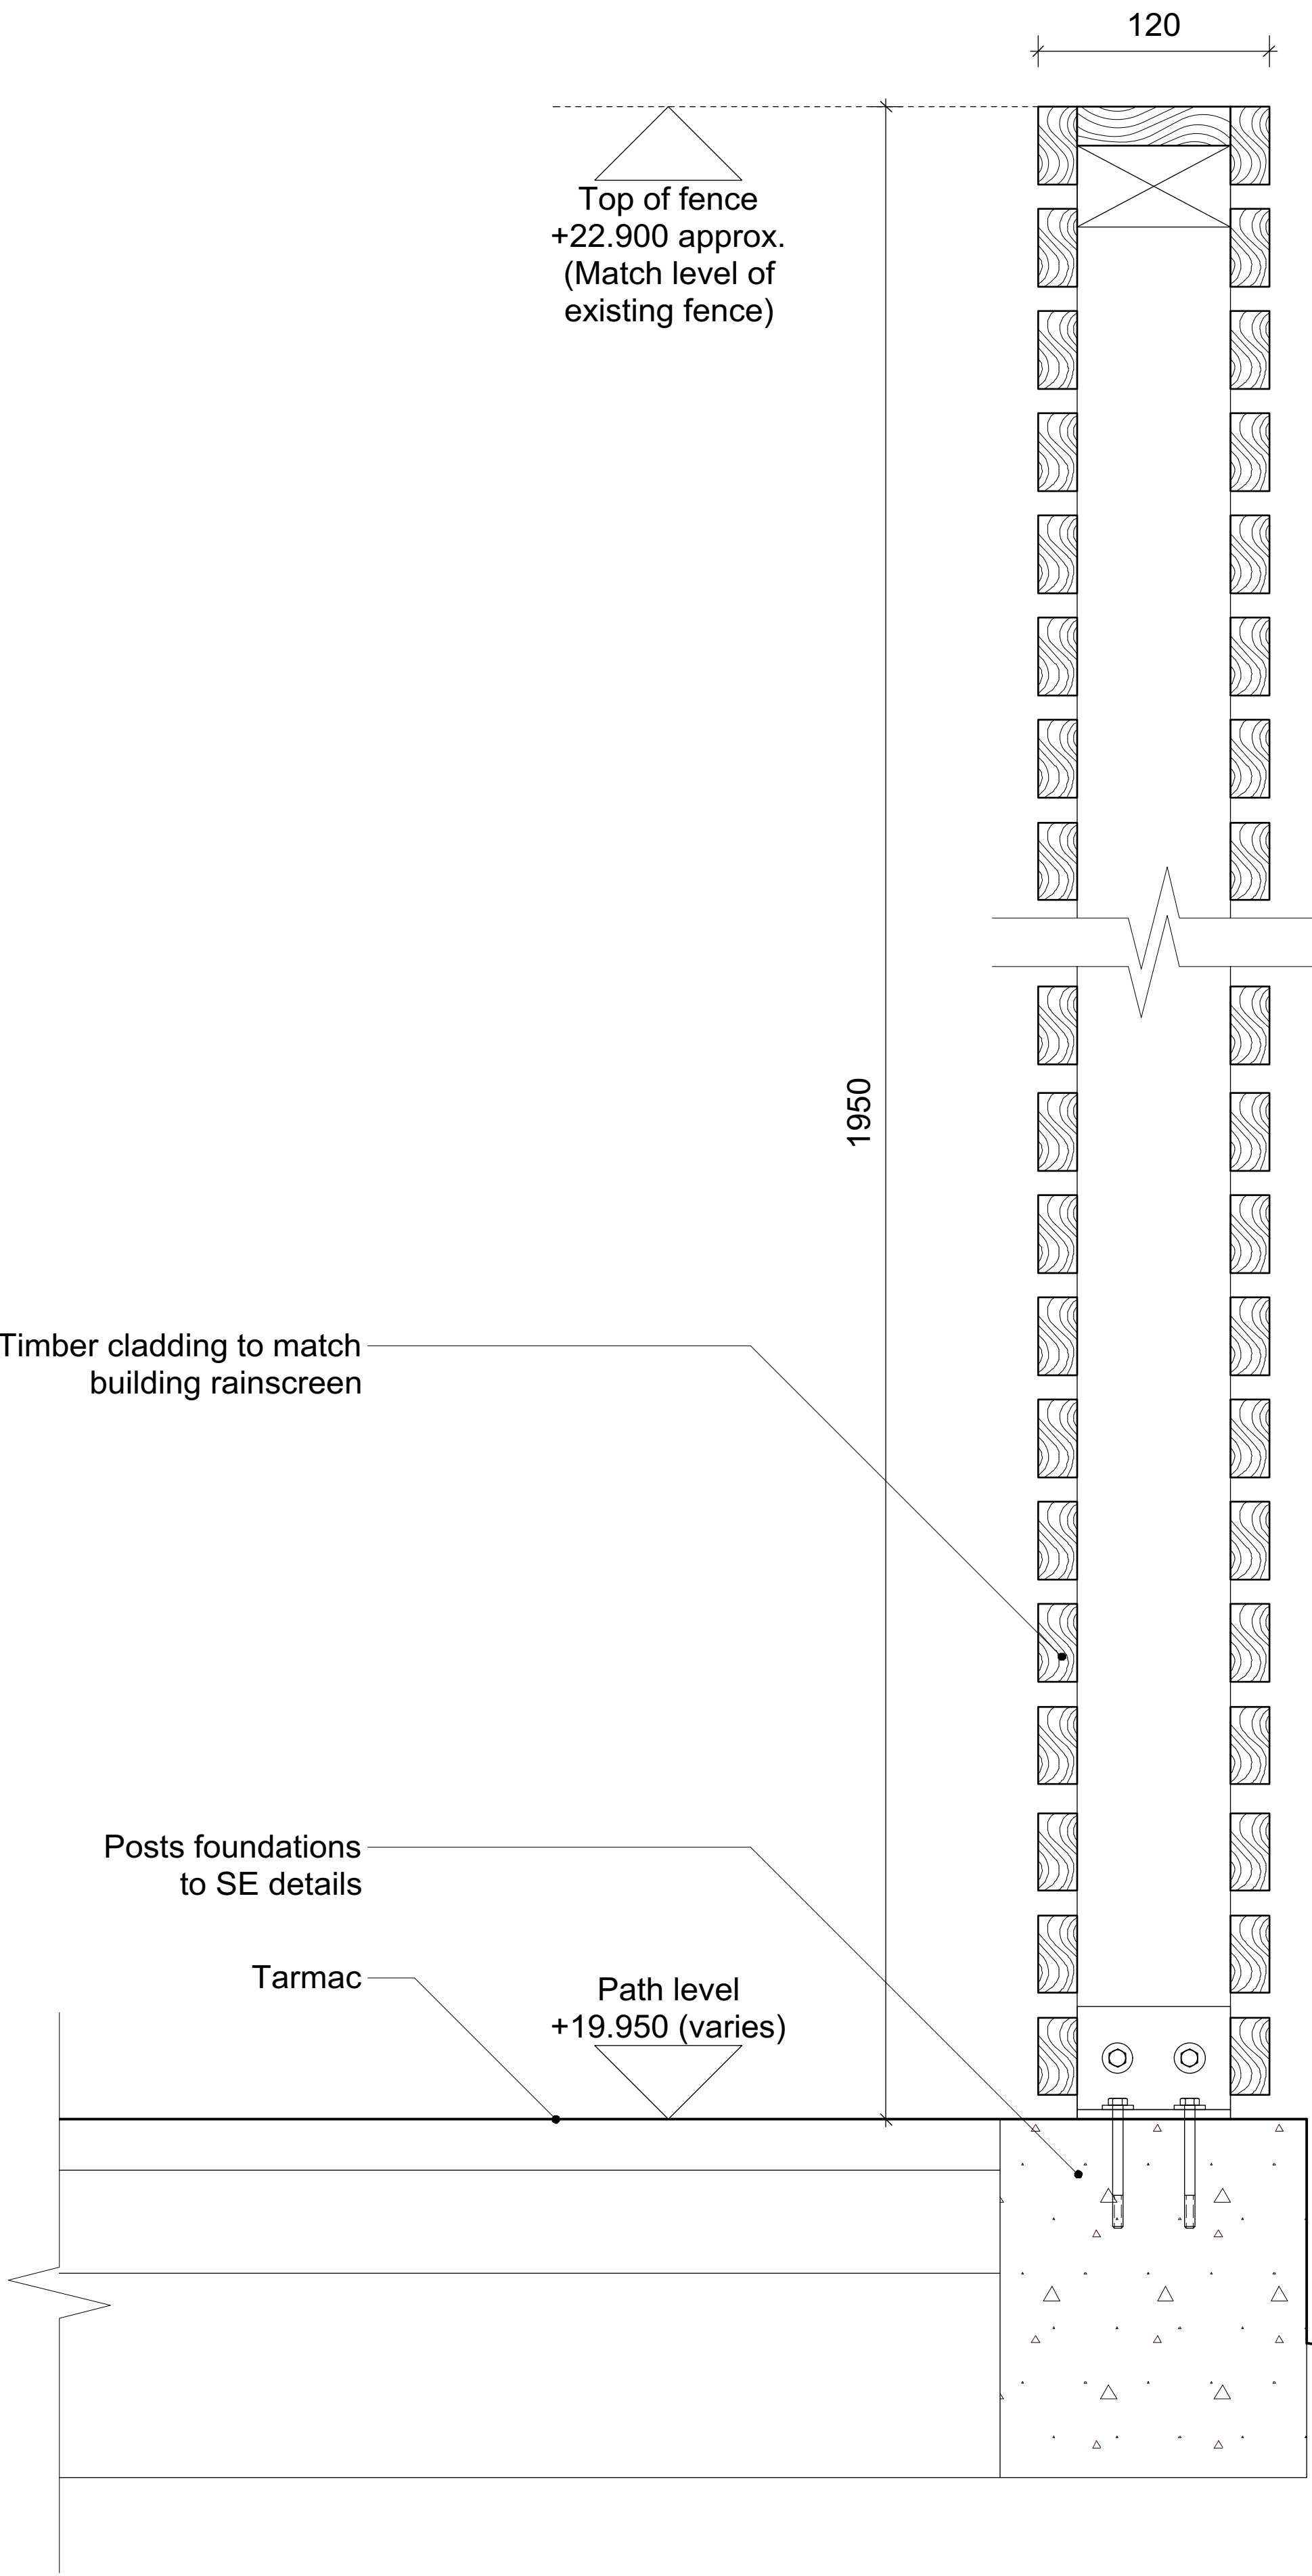 120
Top of fence
+22.900 approx.
(Match level of
existing fence)
1950
Timber cladding to match
building rainscreen
Posts foundations
to SE details
Tarmac
Path level
+19.950 (varies)